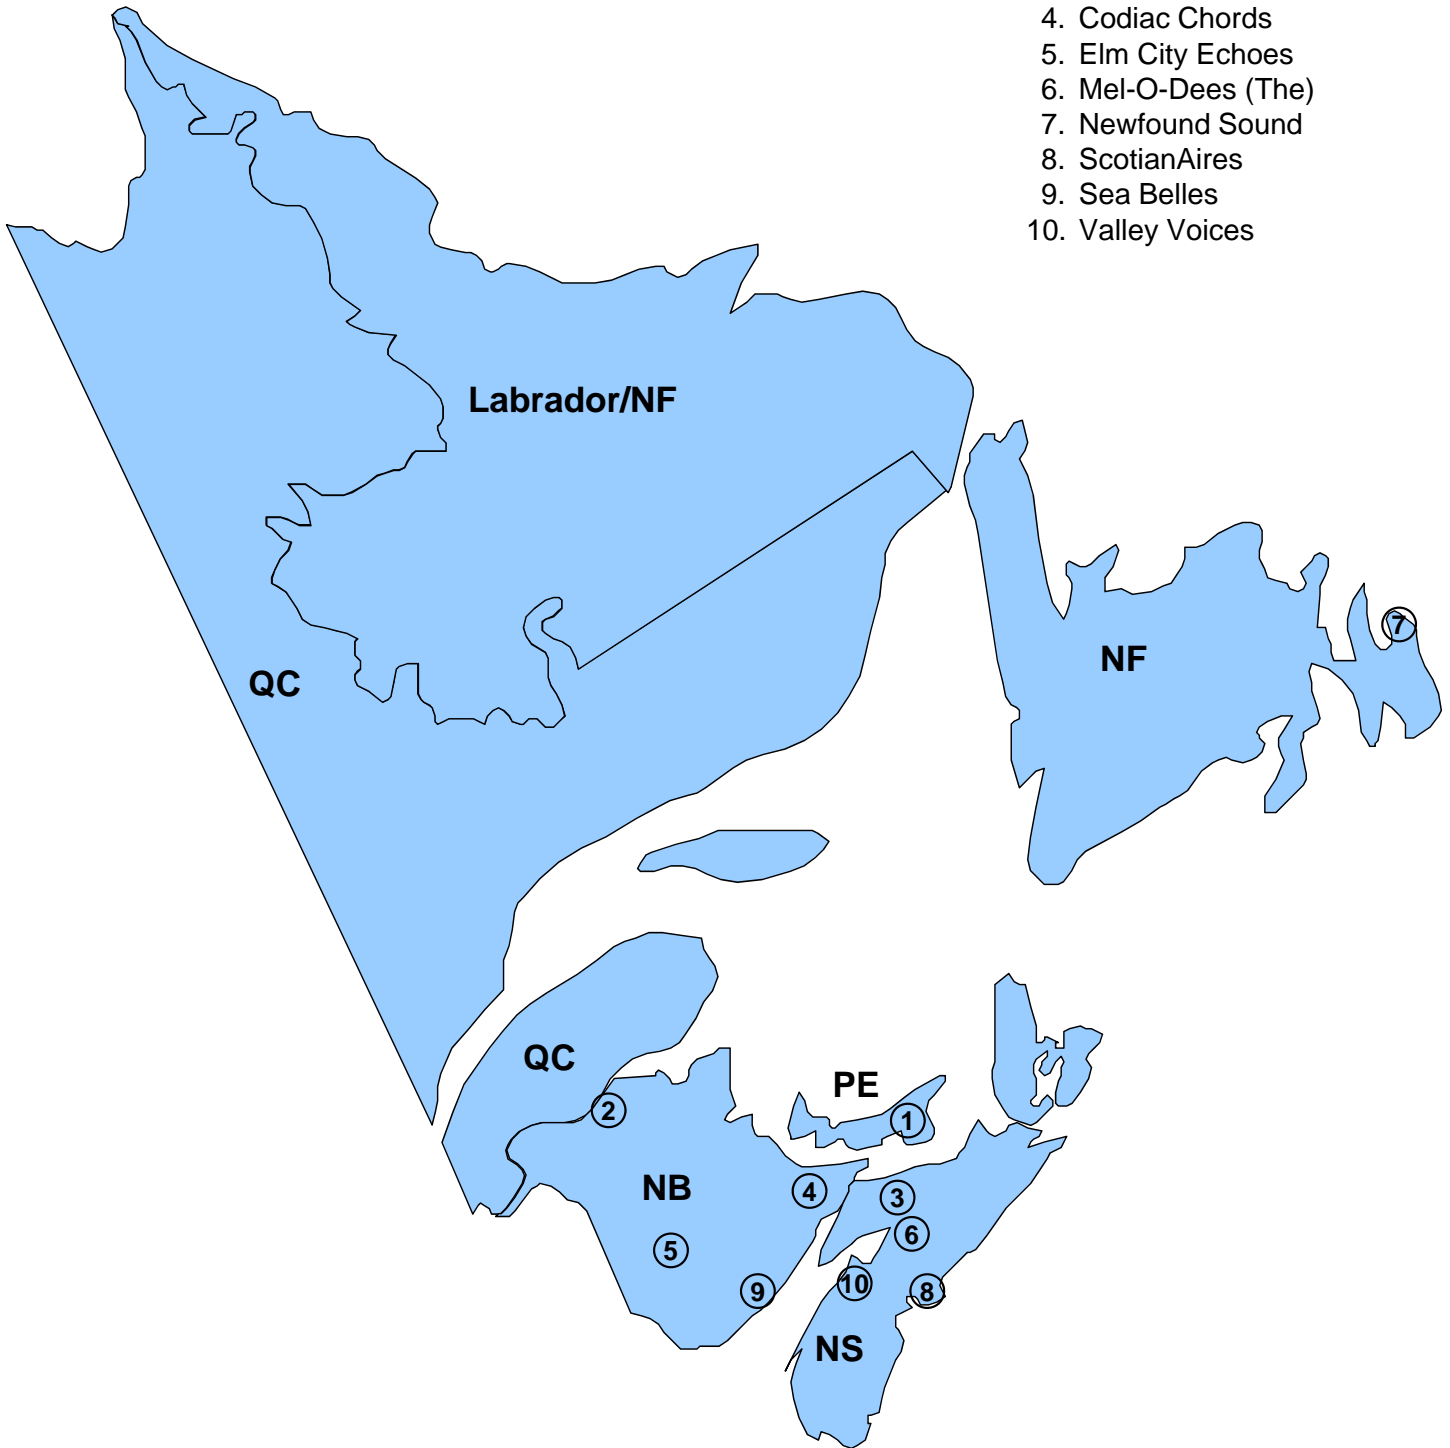 4. Codiac Chords
5. Elm City Echoes
6. Mel-O-Dees (The)
7. Newfound Sound
8. ScotianAires
9. Sea Belles
10. Valley Voices
Labrador/NF
7
NF
QC
QC
PE
2
1
NB
4
3
6
5
10
9
8
NS